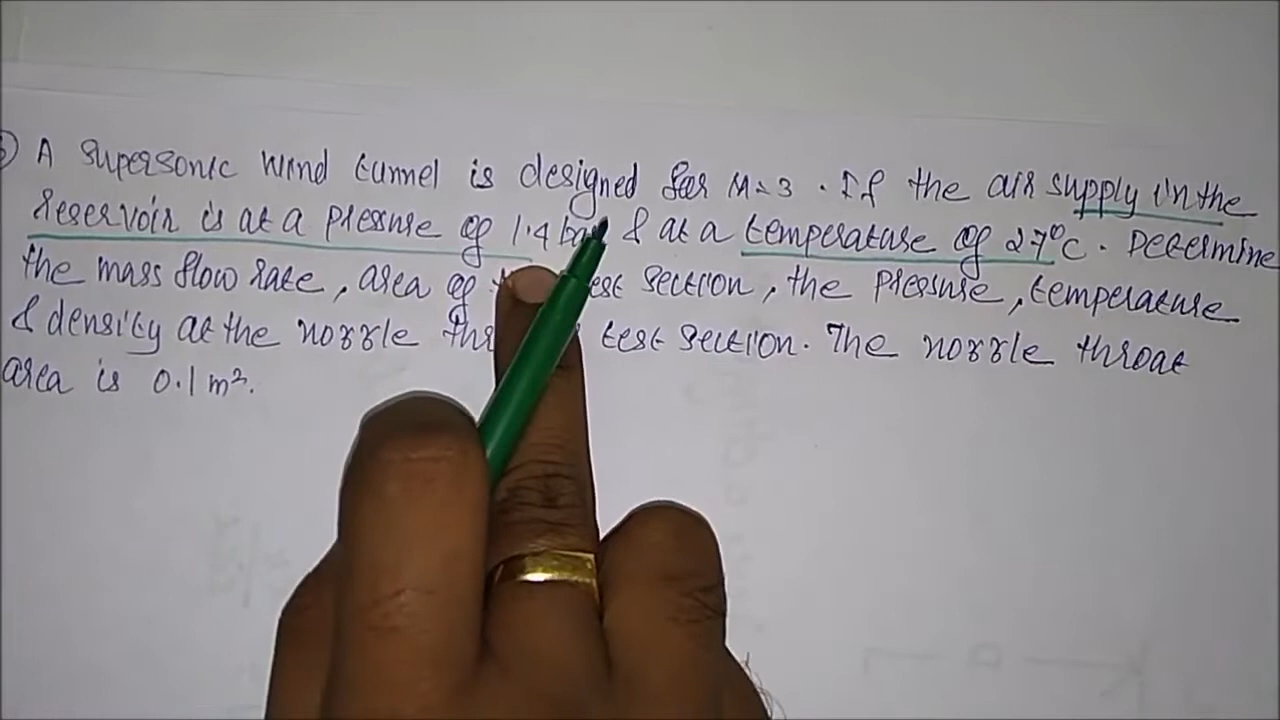 A supersonic wind tunnel is designed for M = 3 . If the air supply in the
reservoir is at a pressure of 1.4 bar & at a temperature of 27°C . Determine
the mass flow rate, area of test section, the pressure, temperature
& density at the nozzle test section. The nozzle throat
area is 0.1 m².